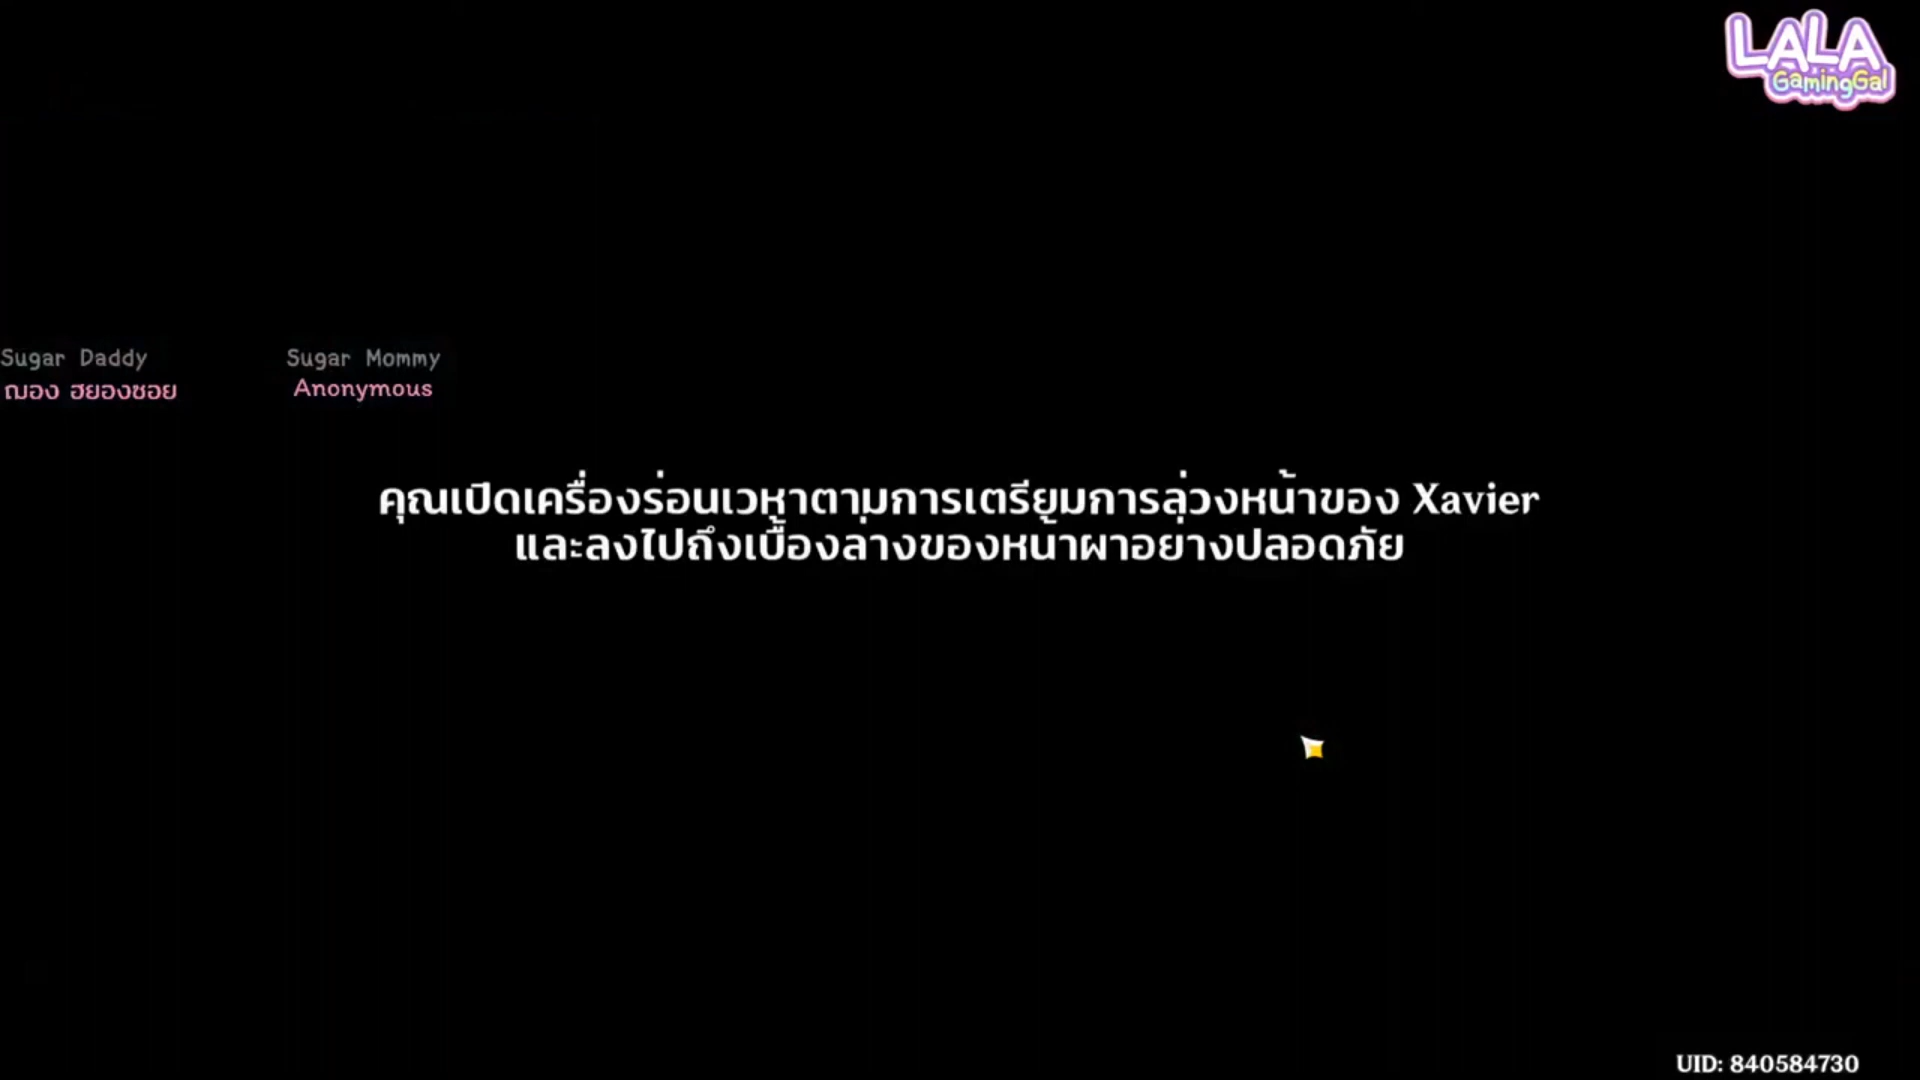 LALA
GamingGal
Sugar Daddy
Sugar Mommy
ฌอง ฮยองซอย
Anonymous
คุณเปิดเครื่องร่อนเวหาตามการเตรียมการล่วงหน้าของ Xavier
และลงไปถึงเบื้องล่างของหน้าผาอย่างปลอดภัย
UID: 840584730